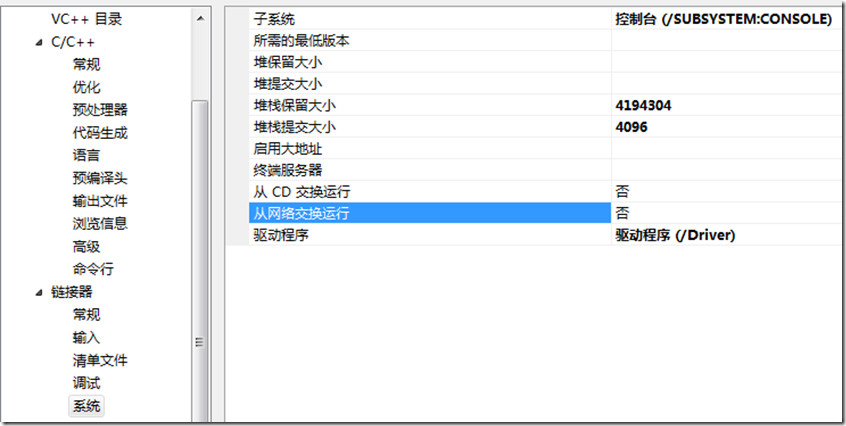 VC++ 目录
C/C++
常规
优化
预处理器
代码生成
语言
预编译头
输出文件
浏览信息
高级
命令行
链接器
常规
输入
清单文件
调试
系统
子系统 控制台 (/SUBSYSTEM:CONSOLE)
所需的最低版本
堆保留大小
堆提交大小
堆栈保留大小 4194304
堆栈提交大小 4096
启用大地址
终端服务器
从 CD 交换运行 否
从网络交换运行 否
驱动程序 驱动程序 (/Driver)